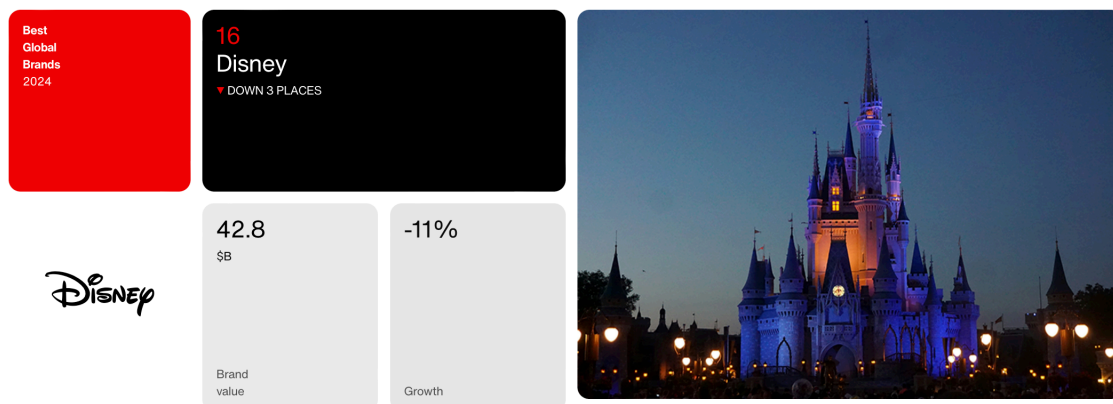 Best
Global
Brands
2024
16
Disney
▼ DOWN 3 PLACES
42.8
$B
Brand
value
-11%
Growth
Disney